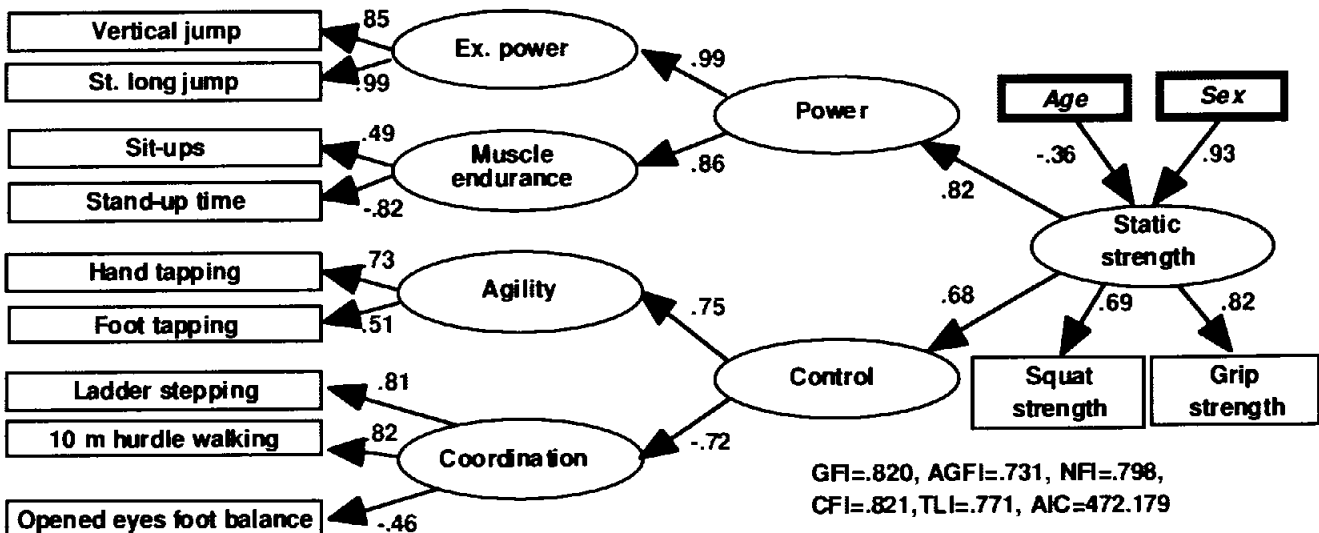 Vertical jump
.85
Ex. power
.99
St. long jump
.99
Power
Age
Sex
Sit-ups
.49
Muscle
endurance
.86
-.36
.93
Stand-up time
-.82
.82
Static
strength
Hand tapping
.73
Agility
.75
.68
.69
.82
Foot tapping
.51
Control
Squat
strength
Grip
strength
Ladder stepping
.81
10 m hurdle walking
.82
Coordination
-.72
Opened eyes foot balance
-.46
GFI=.820, AGFI=.731, NFI=.798,
CFI=.821,TLI=.771, AIC=472.179